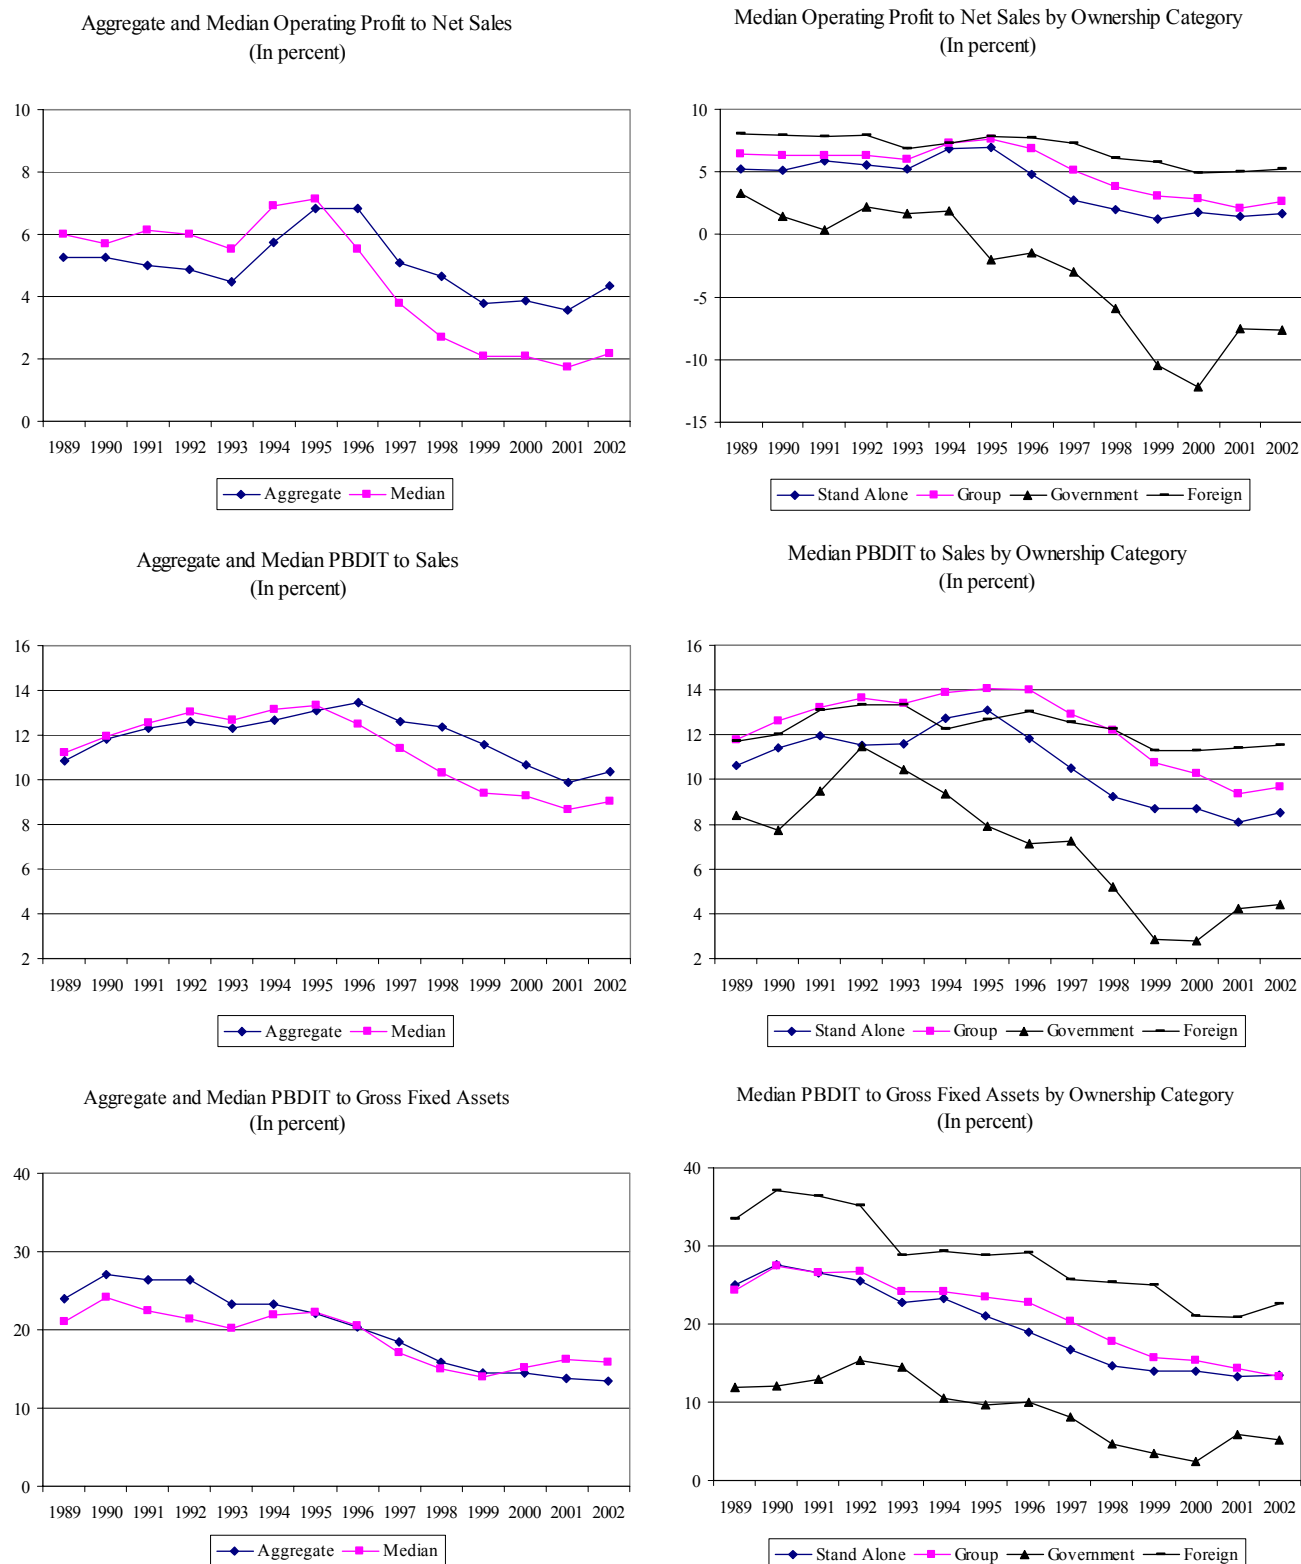 Aggregate and Median Operating Profit to Net Sales
(In percent)
10
8
6
4
2
0
1989 1990 1991 1992 1993 1994 1995 1996 1997 1998 1999 2000 2001 2002
Aggregate Median
Median Operating Profit to Net Sales by Ownership Category
(In percent)
10
5
0
-5
-10
-15
1989 1990 1991 1992 1993 1994 1995 1996 1997 1998 1999 2000 2001 2002
Stand Alone Group Government Foreign
Aggregate and Median PBDIT to Sales
(In percent)
16
14
12
10
8
6
4
2
1989 1990 1991 1992 1993 1994 1995 1996 1997 1998 1999 2000 2001 2002
Aggregate Median
Median PBDIT to Sales by Ownership Category
(In percent)
16
14
12
10
8
6
4
2
1989 1990 1991 1992 1993 1994 1995 1996 1997 1998 1999 2000 2001 2002
Stand Alone Group Government Foreign
Aggregate and Median PBDIT to Gross Fixed Assets
(In percent)
40
30
20
10
0
1989 1990 1991 1992 1993 1994 1995 1996 1997 1998 1999 2000 2001 2002
Aggregate Median
Median PBDIT to Gross Fixed Assets by Ownership Category
(In percent)
40
30
20
10
0
1989 1990 1991 1992 1993 1994 1995 1996 1997 1998 1999 2000 2001 2002
Stand Alone Group Government Foreign